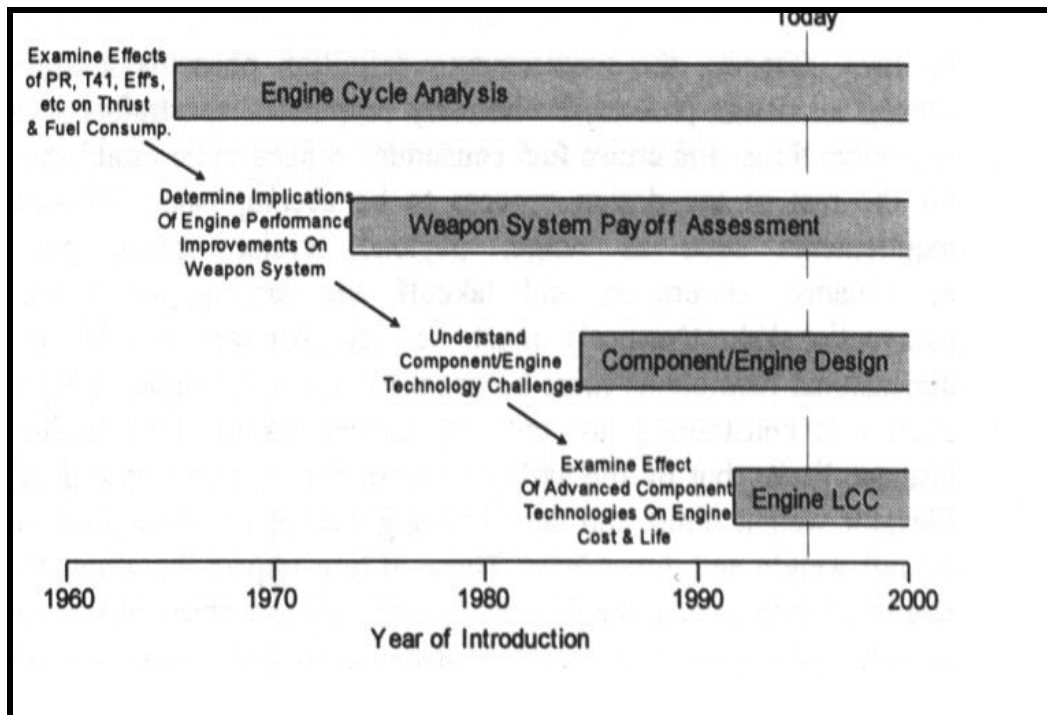 Today
Examine Effects
of PR, T41, Eff's,
etc on Thrust
& Fuel Consump.
Engine Cycle Analysis
Determine Implications
Of Engine Performance
Improvements On
Weapon System
Weapon System Payoff Assessment
Understand
Component/Engine
Technology Challenges
Component/Engine Design
Examine Effect
Of Advanced Component
Technologies On Engine
Cost & Life
Engine LCC
1960 1970 1980 1990 2000
Year of Introduction